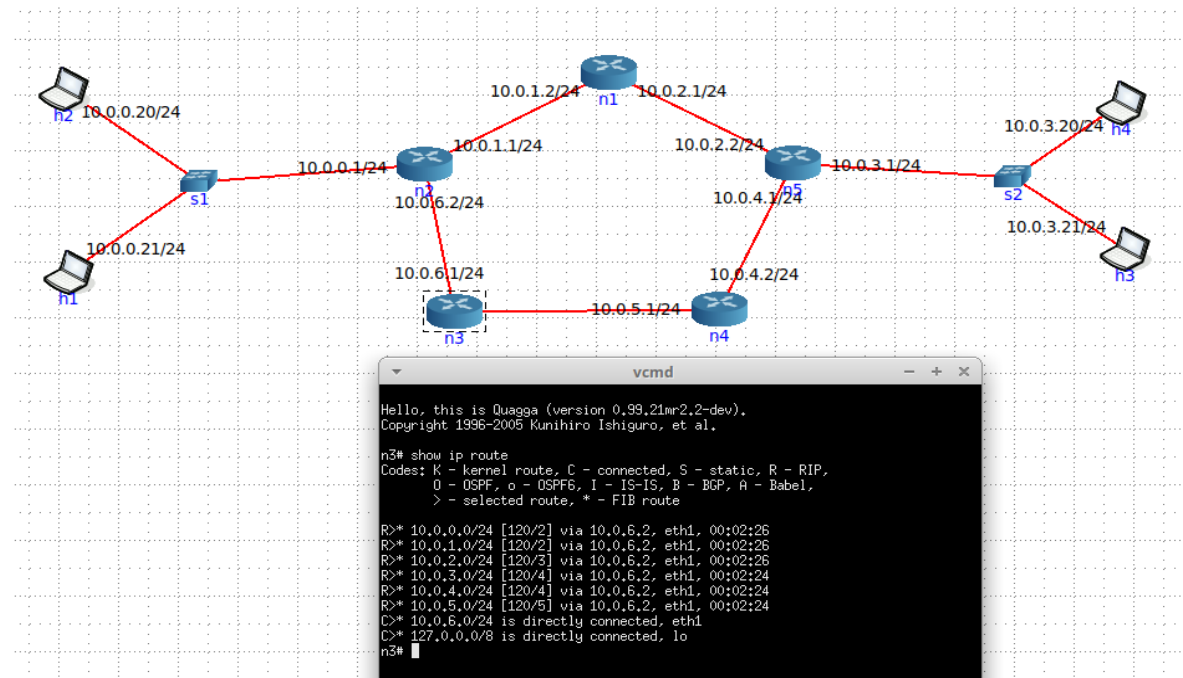 n1
10.0.1.2/24
10.0.2.1/24
h2
10.0.0.20/24
10.0.3.20/24
h4
10.0.1.1/24
10.0.2.2/24
10.0.0.1/24
10.0.3.1/24
s1
n2
n5
s2
10.0.6.2/24
10.0.4.1/24
10.0.0.21/24
10.0.3.21/24
h1
h3
10.0.6.1/24
10.0.4.2/24
10.0.5.1/24
n3
n4
vcmd
Hello, this is Quagga (version 0.99.21mr2.2-dev).
Copyright 1996-2005 Kunihiro Ishiguro, et al.
n3# show ip route
Codes: K - kernel route, C - connected, S - static, R - RIP,
O - OSPF, o - OSPF6, I - IS-IS, B - BGP, A - Babel,
> - selected route, * - FIB route
R>* 10.0.0.0/24 [120/2] via 10.0.6.2, eth1, 00:02:26
R>* 10.0.1.0/24 [120/2] via 10.0.6.2, eth1, 00:02:26
R>* 10.0.2.0/24 [120/3] via 10.0.6.2, eth1, 00:02:26
R>* 10.0.3.0/24 [120/4] via 10.0.6.2, eth1, 00:02:24
R>* 10.0.4.0/24 [120/4] via 10.0.6.2, eth1, 00:02:24
R>* 10.0.5.0/24 [120/5] via 10.0.6.2, eth1, 00:02:24
C>* 10.0.6.0/24 is directly connected, eth1
C>* 127.0.0.0/8 is directly connected, lo
n3#